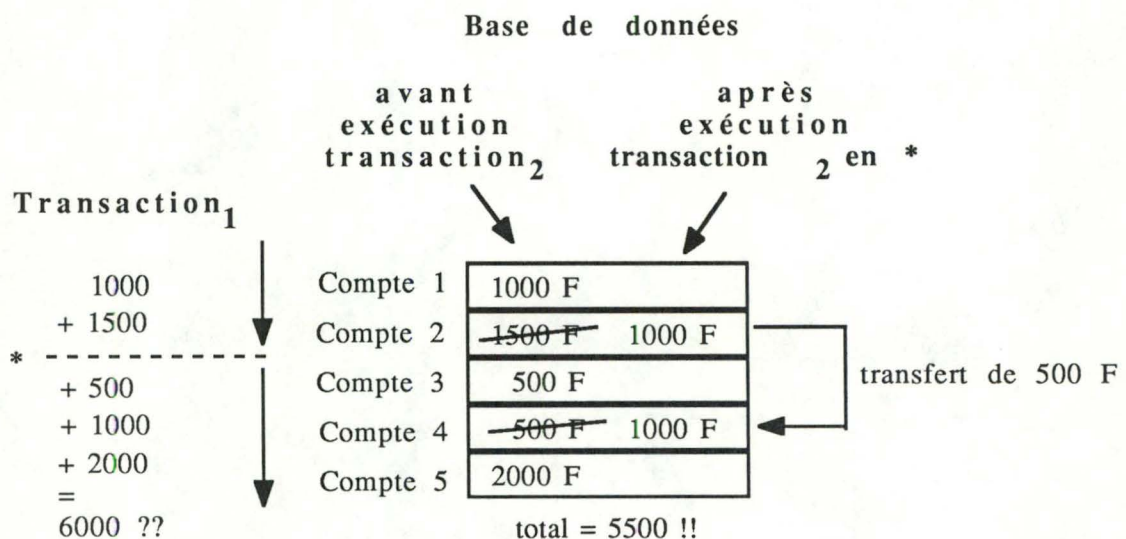 Base de données
avant
exécution
transaction2
après
exécution
transaction 2 en *
Transaction1
1000
+ 1500
*
+ 500
+ 1000
+ 2000
=
6000 ??
Compte 1 1000 F
Compte 2 1500 F 1000 F
Compte 3 500 F
Compte 4 500 F 1000 F
Compte 5 2000 F
transfert de 500 F
total = 5500 !!